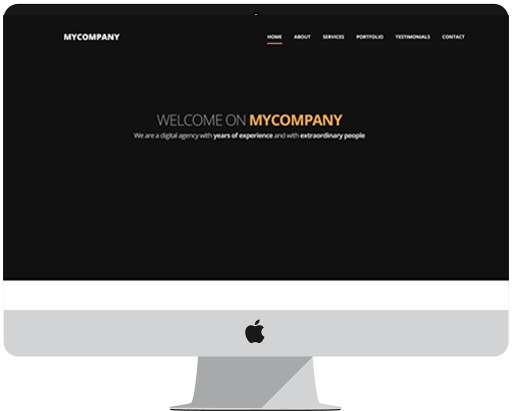 MYCOMPANY
HOME ABOUT SERVICES PORTFOLIO TESTIMONIALS CONTACT
WELCOME ON MYCOMPANY
We are a digital agency with years of experience and with extraordinary people